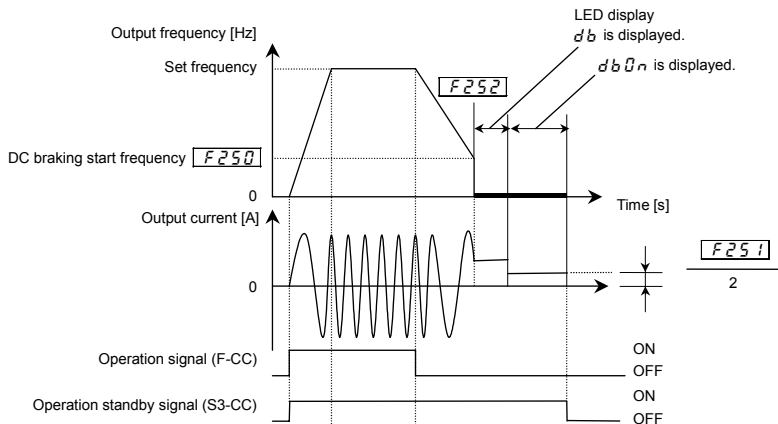 LED display
db is displayed.
Output frequency [Hz]
Set frequency
F252
dbOn is displayed.
DC braking start frequency F250
0
Time [s]
Output current [A]
F251
2
0
Operation signal (F-CC)
ON
OFF
Operation standby signal (S3-CC)
ON
OFF